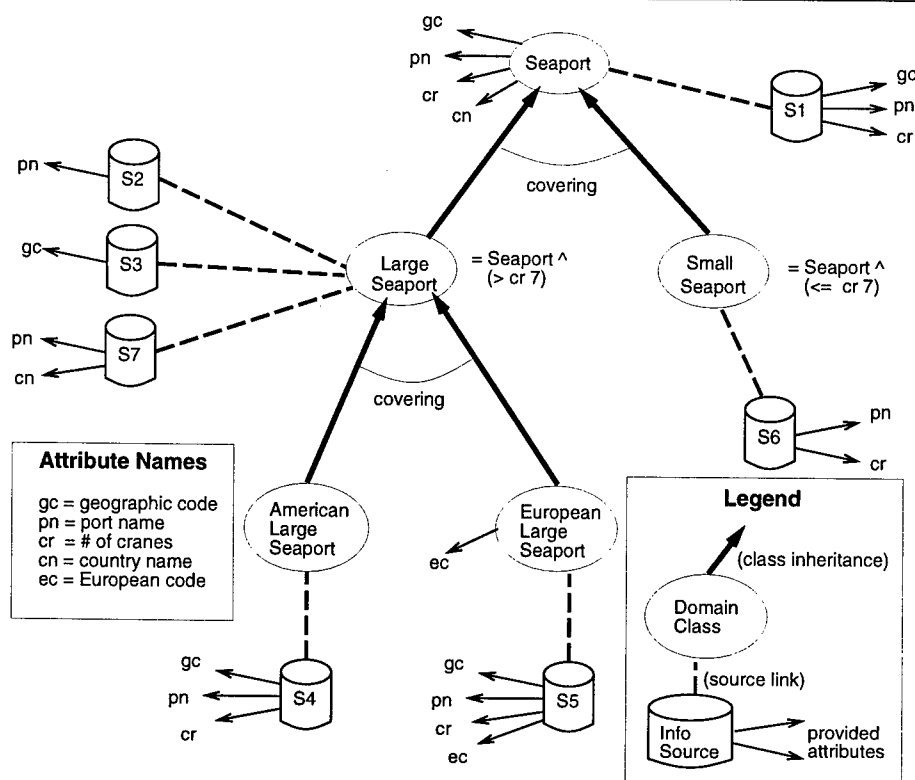 gc
pn
cr
cn
Seaport
S1
gc
pn
cr
covering
pn
S2
gc
S3
pn
cn
S7
Large
Seaport
= Seaport ^
(> cr 7)
Small
Seaport
= Seaport ^
(<= cr 7)
covering
S6
pn
cr
Attribute Names
gc = geographic code
pn = port name
cr = # of cranes
cn = country name
ec = European code
American
Large
Seaport
European
Large
Seaport
ec
gc
pn
cr
S4
gc
pn
cr
ec
S5
Legend
(class inheritance)
Domain
Class
(source link)
Info
Source
provided
attributes